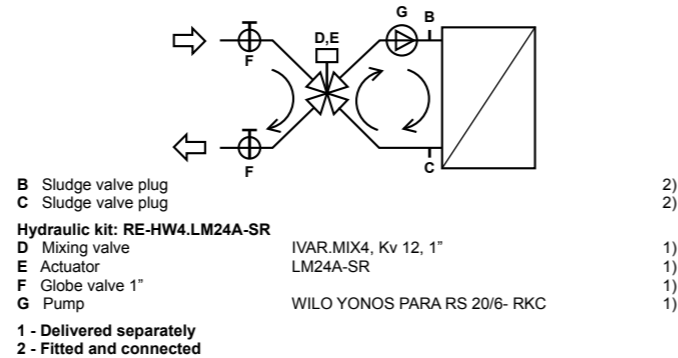 G B
D,E
F
F
C
B Sludge valve plug 2)
C Sludge valve plug 2)
Hydraulic kit: RE-HW4.LM24A-SR
D Mixing valve IVAR.MIX4, Kv 12, 1” 1)
E Actuator LM24A-SR 1)
F Globe valve 1” 1)
G Pump WILO YONOS PARA RS 20/6- RKC 1)
1 - Delivered separately
2 - Fitted and connected